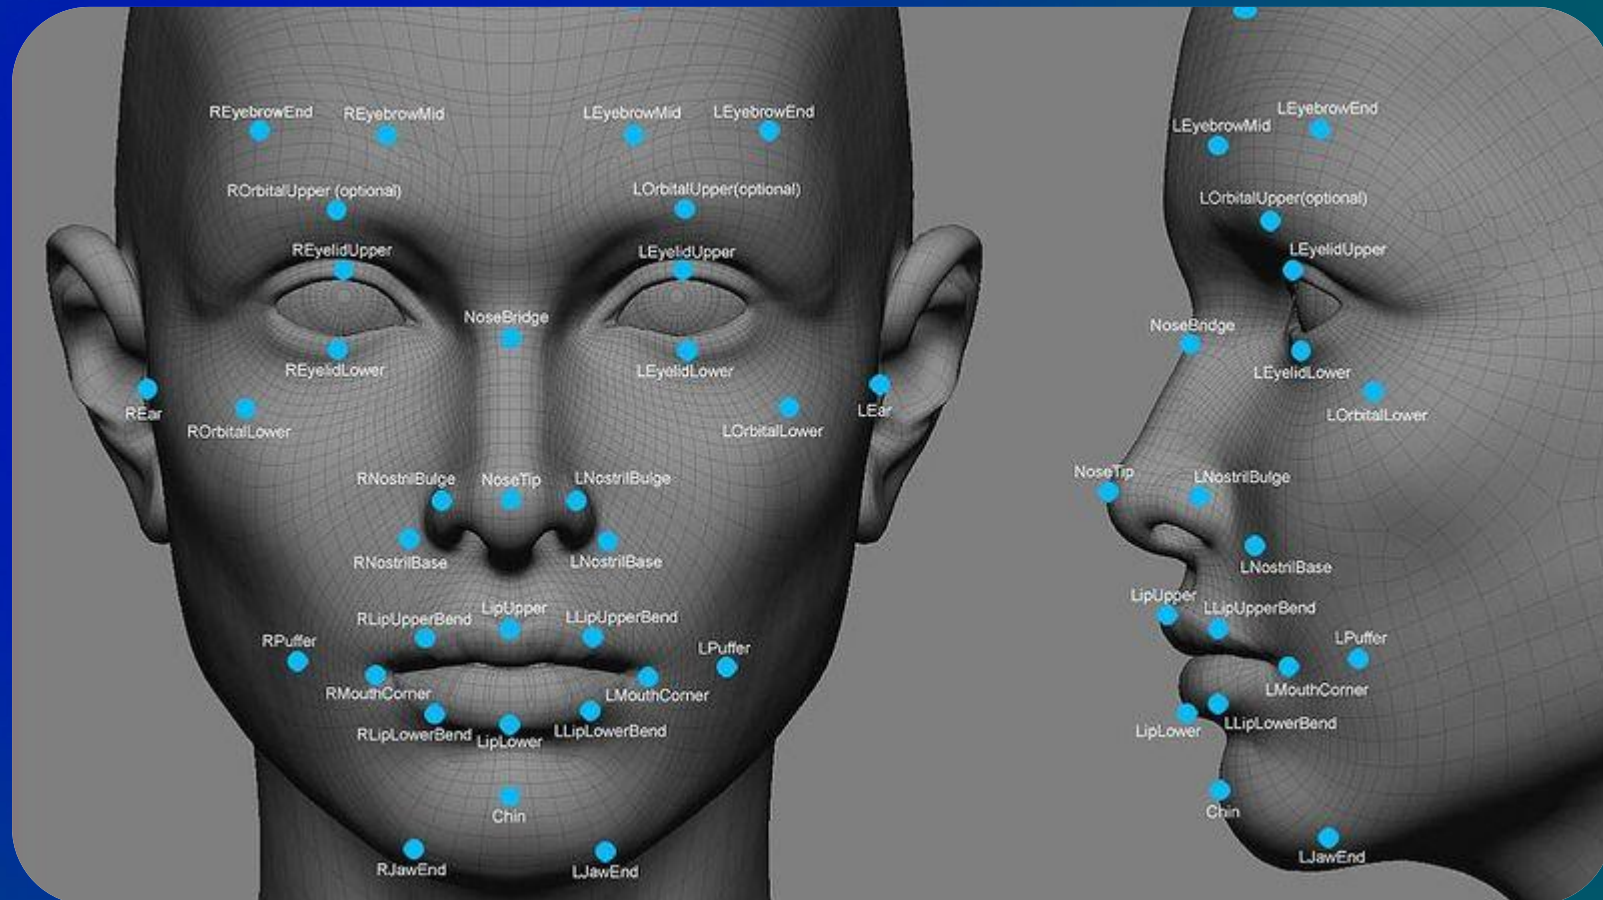 REyebrowEnd
REyebrowMid
LEyebrowMid
LEyebrowEnd
ROrbitalUpper (optional)
LOrbitalUpper(optional)
REyelidUpper
LEyelidUpper
NoseBridge
REyelidLower
LEyelidLower
REar
LEar
ROrbitalLower
LOrbitalLower
RNostrilBulge
NoseTip
LNostrilBulge
RNostrilBase
LNostrilBase
RLipUpperBend
LipUpper
LLipUpperBend
RPuffer
LPuffer
RMouthCorner
LMouthCorner
RLipLowerBend
LipLower
LLipLowerBend
Chin
RJawEnd
LJawEnd
LEyebrowEnd
LEyebrowMid
LOrbitalUpper(optional)
LEyelidUpper
NoseBridge
LEyelidLower
LOrbitalLower
NoseTip
LNostrilBulge
LNostrilBase
LipUpper
LLipUpperBend
LPuffer
LMouthCorner
LipLower
LLipLowerBend
Chin
LJawEnd